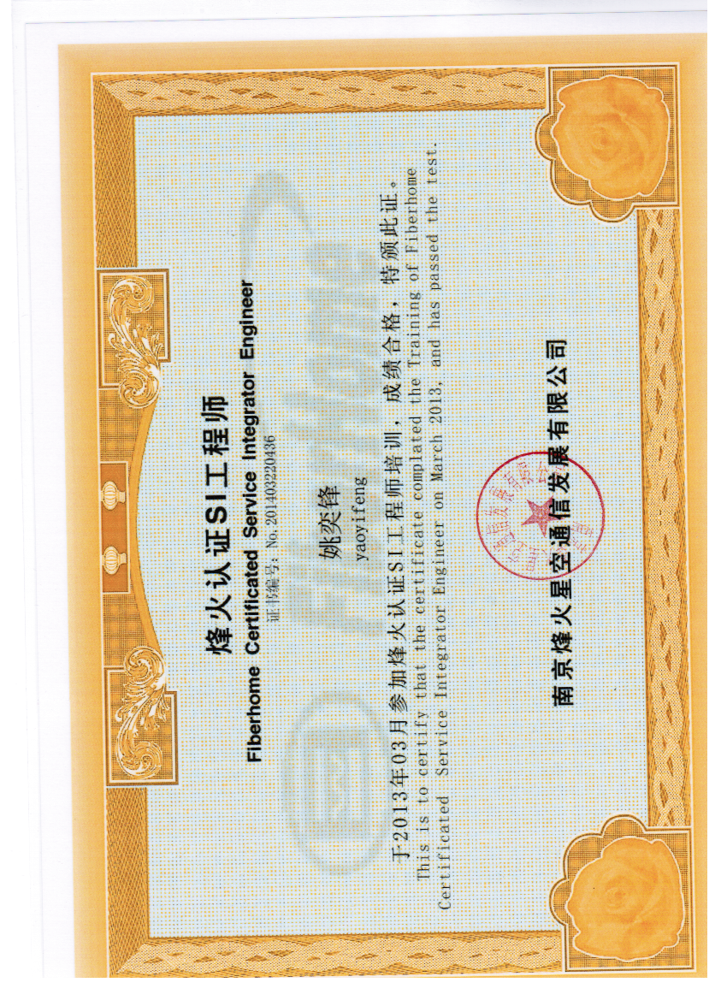 烽火认证SI工程师
Fiberhome Certificated Service Integrator Engineer
证书编号：No.201403220436
姚奕锋
yaoyifeng
于2013年03月参加烽火认证SI工程师培训，成绩合格，特颁此证。
This is to certify that the certificate complated the Training of Fiberhome
Certificated Service Integrator Engineer on March 2013, and has passed the test.
南京烽火星空通信发展有限公司
FiberHome